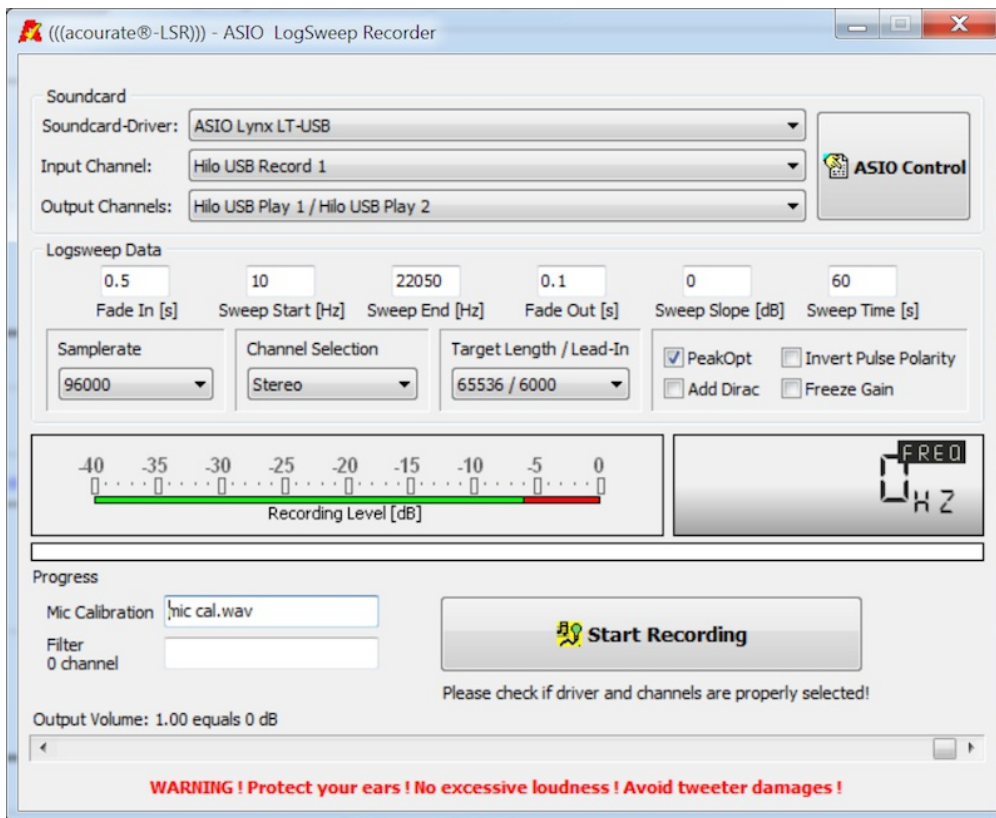 (((acourate®-LSR))) - ASIO LogSweep Recorder
Soundcard
Soundcard-Driver: ASIO Lynx LT-USB
Input Channel: Hilo USB Record 1
ASIO Control
Output Channels: Hilo USB Play 1 / Hilo USB Play 2
Logsweep Data
0.5 10 22050 0.1 0 60
Fade In [s] Sweep Start [Hz] Sweep End [Hz] Fade Out [s] Sweep Slope [dB] Sweep Time [s]
Samplerate Channel Selection Target Length / Lead-In
PeakOpt Invert Pulse Polarity
96000 Stereo 65536 / 6000
Add Dirac Freeze Gain
-40 -35 -30 -25 -20 -15 -10 -5 0
Recording Level [dB]
FREQ
0 HZ
Progress
Mic Calibration mic cal.wav
Start Recording
Filter
0 channel
Please check if driver and channels are properly selected!
Output Volume: 1.00 equals 0 dB
WARNING ! Protect your ears ! No excessive loudness ! Avoid tweeter damages !